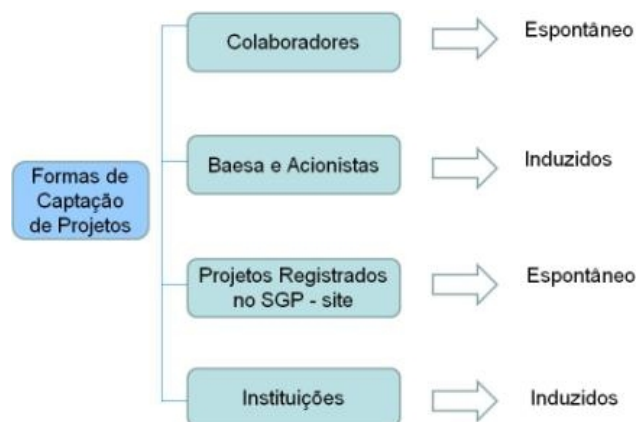 Colaboradores
Espontâneo
Baesa e Acionistas
Induzidos
Formas de
Captação
de Projetos
Projetos Registrados
no SGP - site
Espontâneo
Instituições
Induzidos